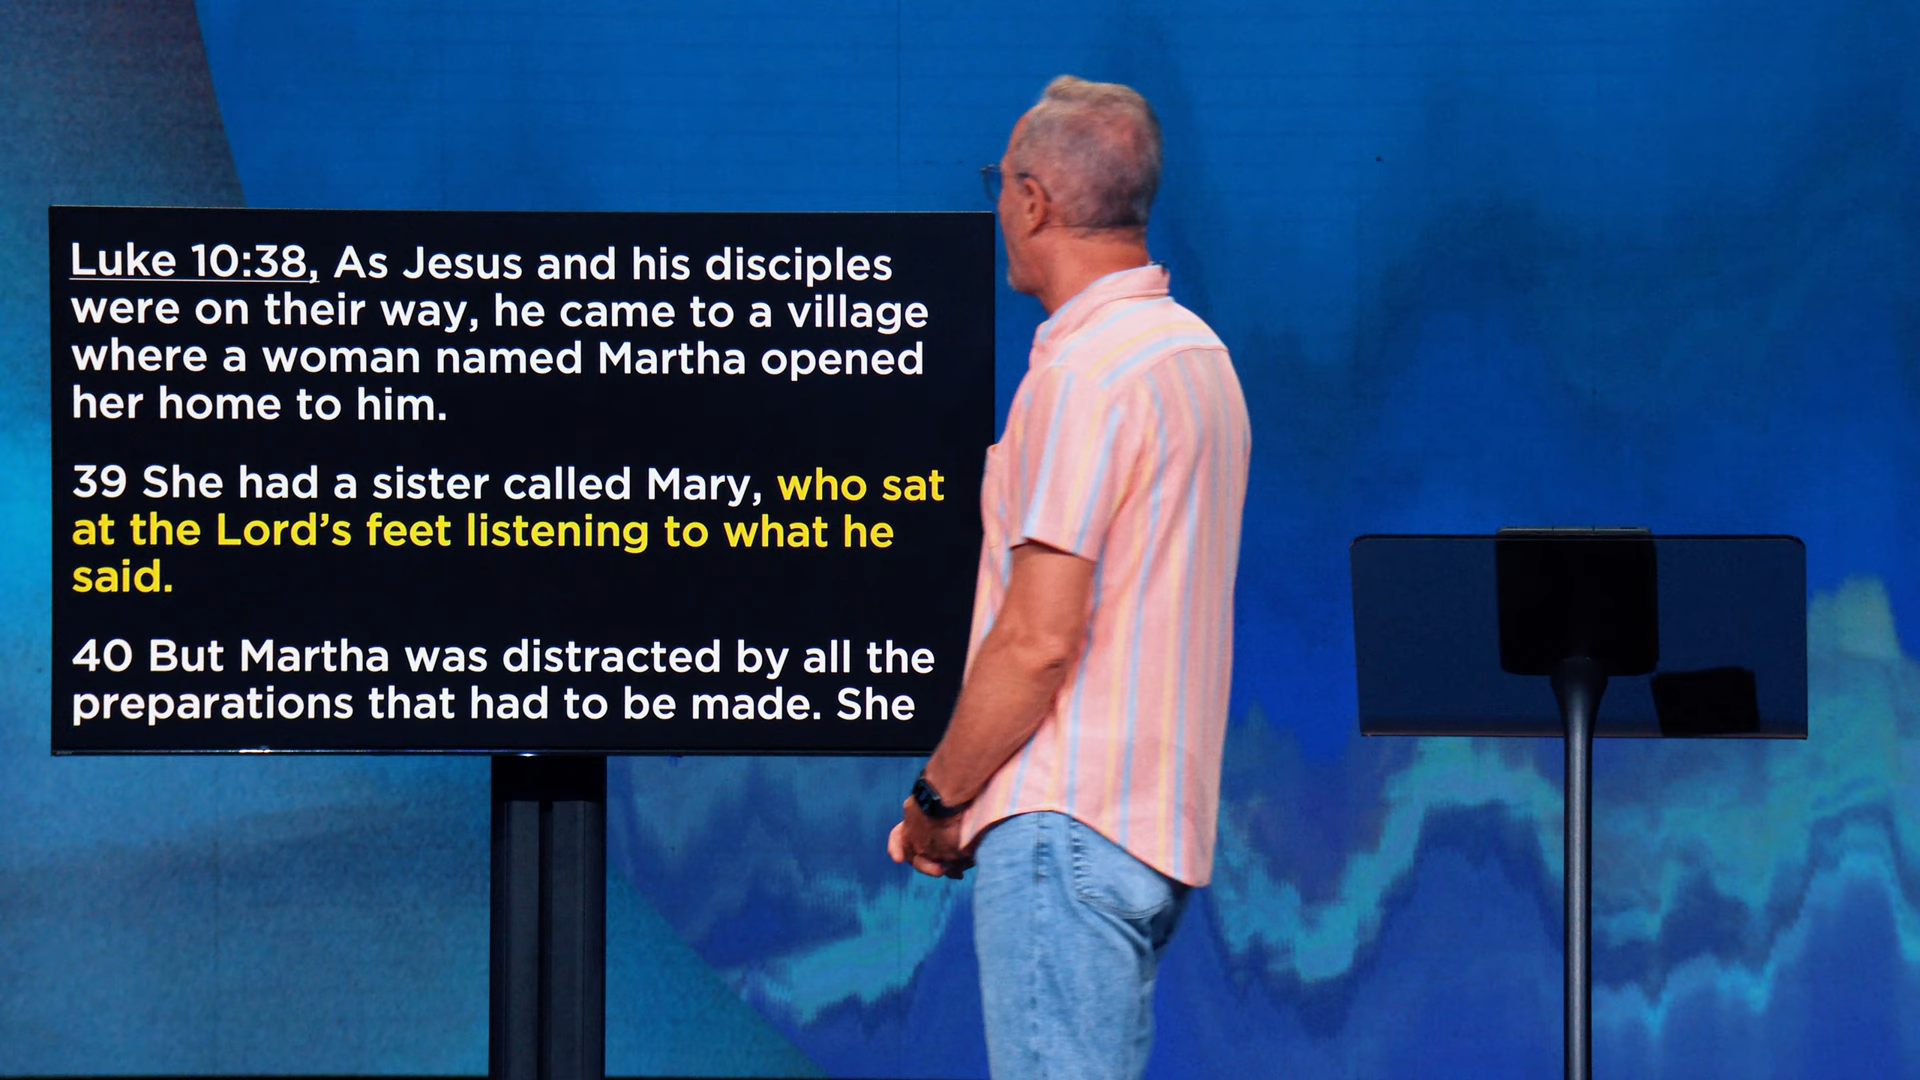 Luke 10:38, As Jesus and his disciples
were on their way, he came to a village
where a woman named Martha opened
her home to him.
39 She had a sister called Mary, who sat
at the Lord’s feet listening to what he
said.
40 But Martha was distracted by all the
preparations that had to be made. She